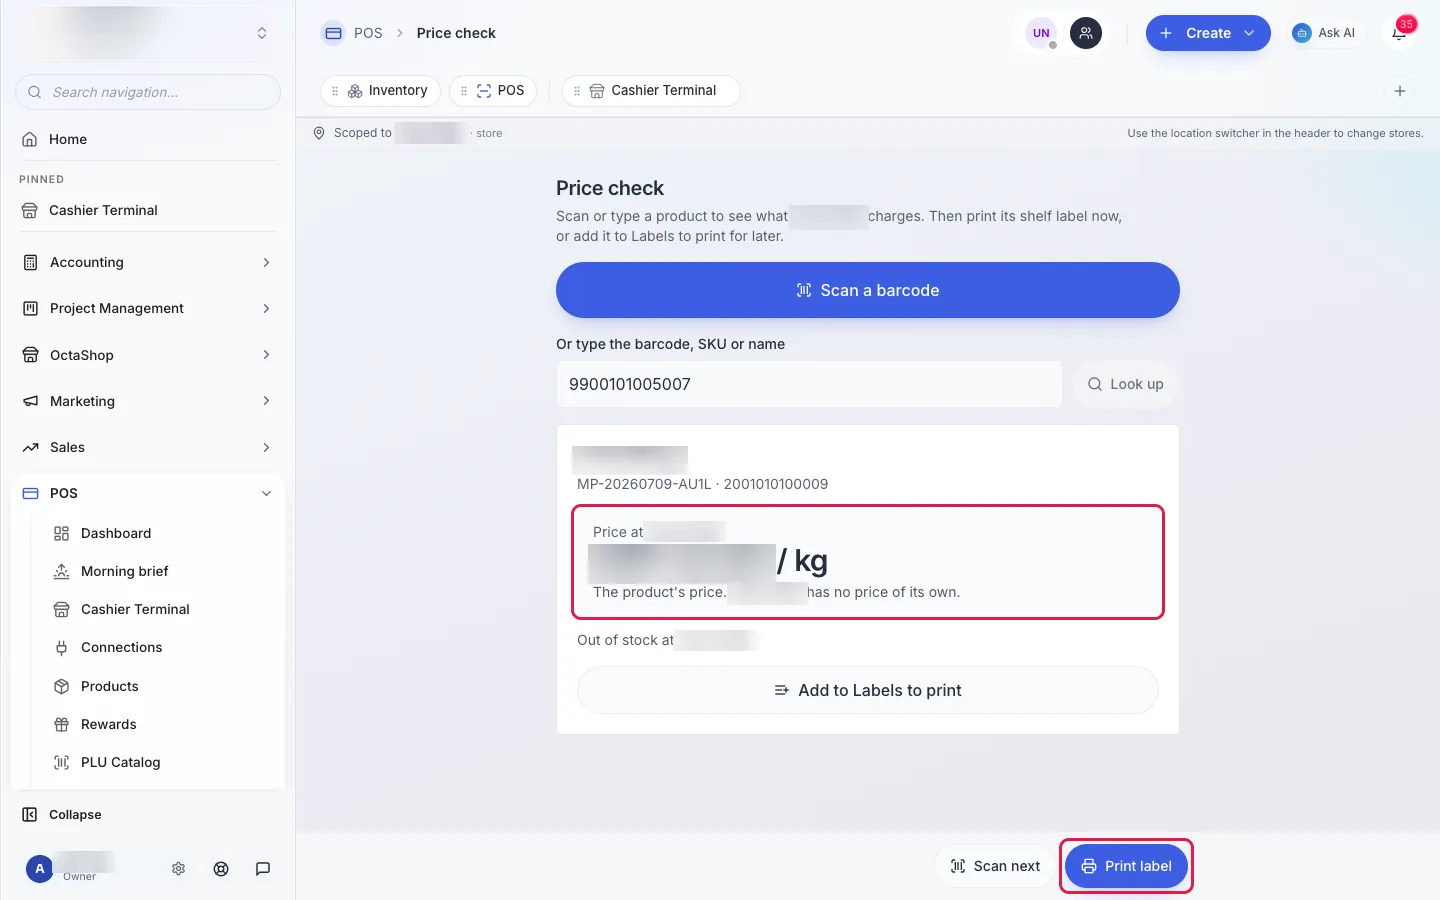 POS > Price check
UN
Create
Ask AI
35
Search navigation...
Inventory
POS
Cashier Terminal
Scoped to
· store
Use the location switcher in the header to change stores.
Home
PINNED
Cashier Terminal
Accounting
Project Management
OctaShop
Marketing
Sales
POS
Dashboard
Morning brief
Cashier Terminal
Connections
Products
Rewards
PLU Catalog
Collapse
A
Owner
Price check
Scan or type a product to see what charges. Then print its shelf label now,
or add it to Labels to print for later.
Scan a barcode
Or type the barcode, SKU or name
9900101005007
Look up
MP-20260709-AU1L · 2001010100009
Price at
/ kg
The product's price. has no price of its own.
Out of stock at
Add to Labels to print
Scan next
Print label